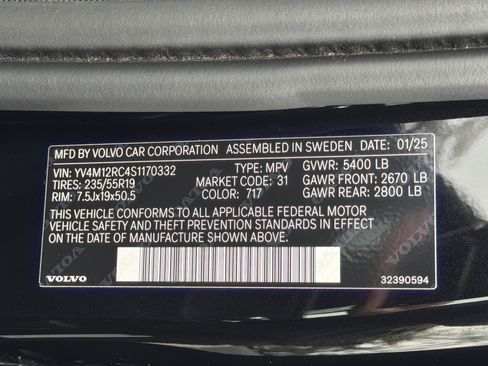 MFD BY VOLVO CAR CORPORATION ASSEMBLED IN SWEDEN DATE: 01/25
VIN: YV4M12RC4S1170332 TYPE: MPV GVWR: 5400 LB
TIRES: 235/55R19 MARKET CODE: 31 GAWR FRONT: 2670 LB
RIM: 7.5Jx19x50.5 COLOR: 717 GAWR REAR: 2800 LB
THIS VEHICLE CONFORMS TO ALL APPLICABLE FEDERAL MOTOR
VEHICLE SAFETY AND THEFT PREVENTION STANDARDS IN EFFECT
ON THE DATE OF MANUFACTURE SHOWN ABOVE.
VOLVO 32390594